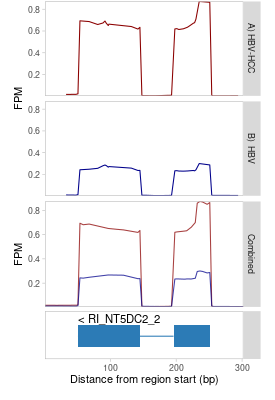 0.8
0.6
0.4
0.2
FPM
A) HBV-HCC
0.8
0.6
0.4
0.2
B) HBV
0.8
0.6
0.4
0.2
FPM
Combined
< RI_NT5DC2_2
100
200
300
Distance from region start (bp)